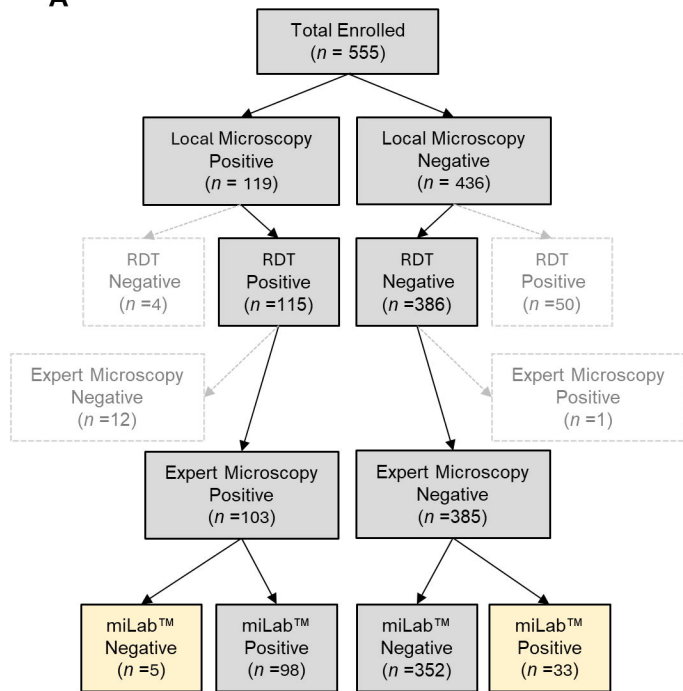 A
Total Enrolled
(n = 555)
Local Microscopy
Positive
(n = 119)
Local Microscopy
Negative
(n = 436)
RDT
Negative
(n =4)
RDT
Positive
(n =115)
RDT
Negative
(n =386)
RDT
Positive
(n =50)
Expert Microscopy
Negative
(n =12)
Expert Microscopy
Positive
(n =1)
Expert Microscopy
Positive
(n =103)
Expert Microscopy
Negative
(n =385)
miLab™
Negative
(n =5)
miLab™
Positive
(n =98)
miLab™
Negative
(n =352)
miLab™
Positive
(n =33)